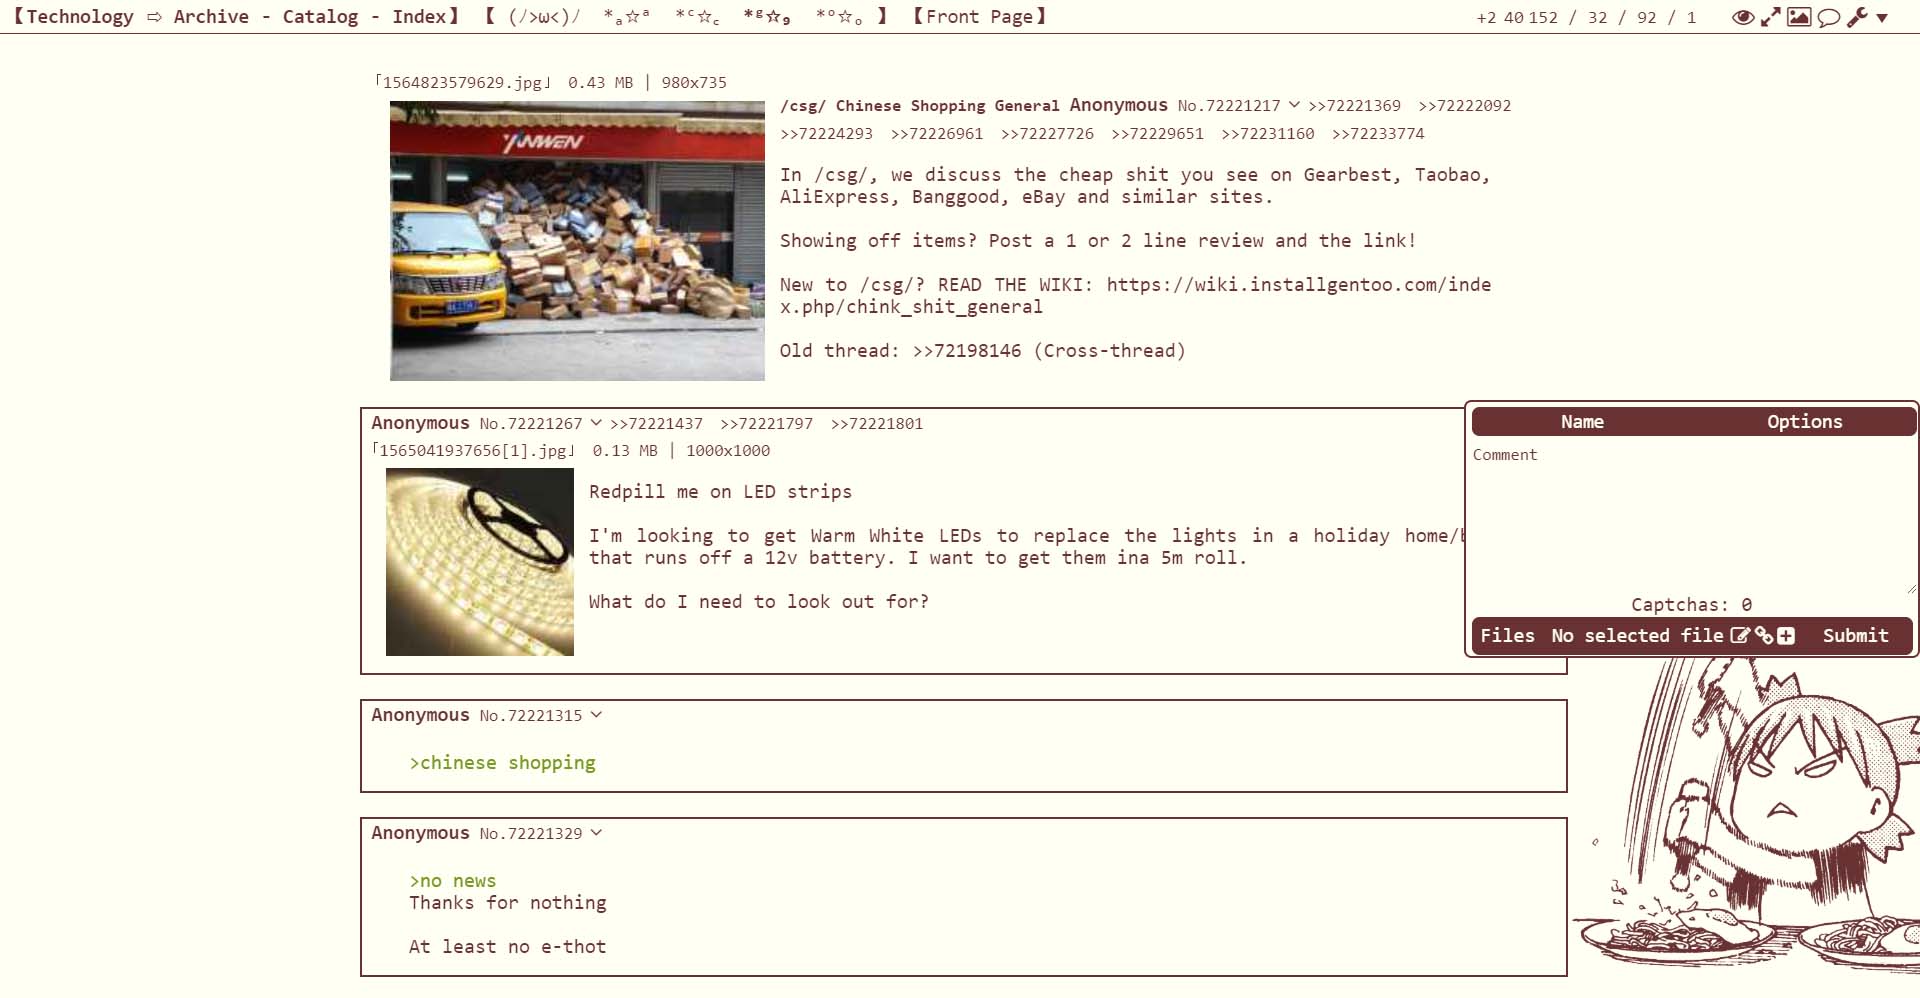 【Technology ⇨ Archive - Catalog - Index】 【 (ﾉ>ω<)ﾉ *ₐ☆ᵃ *ᶜ☆꜀ *ᵍ☆₉ *ᵒ☆ₒ 】 【Front Page】 +2 40 152 / 32 / 92 / 1
「1564823579629.jpg」 0.43 MB | 980x735
YANWEN
/csg/ Chinese Shopping General Anonymous No.72221217 >>72221369 >>72222092
>>72224293 >>72226961 >>72227726 >>72229651 >>72231160 >>72233774
In /csg/, we discuss the cheap shit you see on Gearbest, Taobao,
AliExpress, Banggood, eBay and similar sites.
Showing off items? Post a 1 or 2 line review and the link!
New to /csg/? READ THE WIKI: https://wiki.installgentoo.com/inde
x.php/chink_shit_general
Old thread: >>72198146 (Cross-thread)
Anonymous No.72221267 >>72221437 >>72221797 >>72221801
「1565041937656[1].jpg」 0.13 MB | 1000x1000
Redpill me on LED strips
I'm looking to get Warm White LEDs to replace the lights in a holiday home/
that runs off a 12v battery. I want to get them ina 5m roll.
What do I need to look out for?
Name Options
Comment
Captchas: 0
Files No selected file Submit
Anonymous No.72221315
>chinese shopping
Anonymous No.72221329
>no news
Thanks for nothing
At least no e-thot